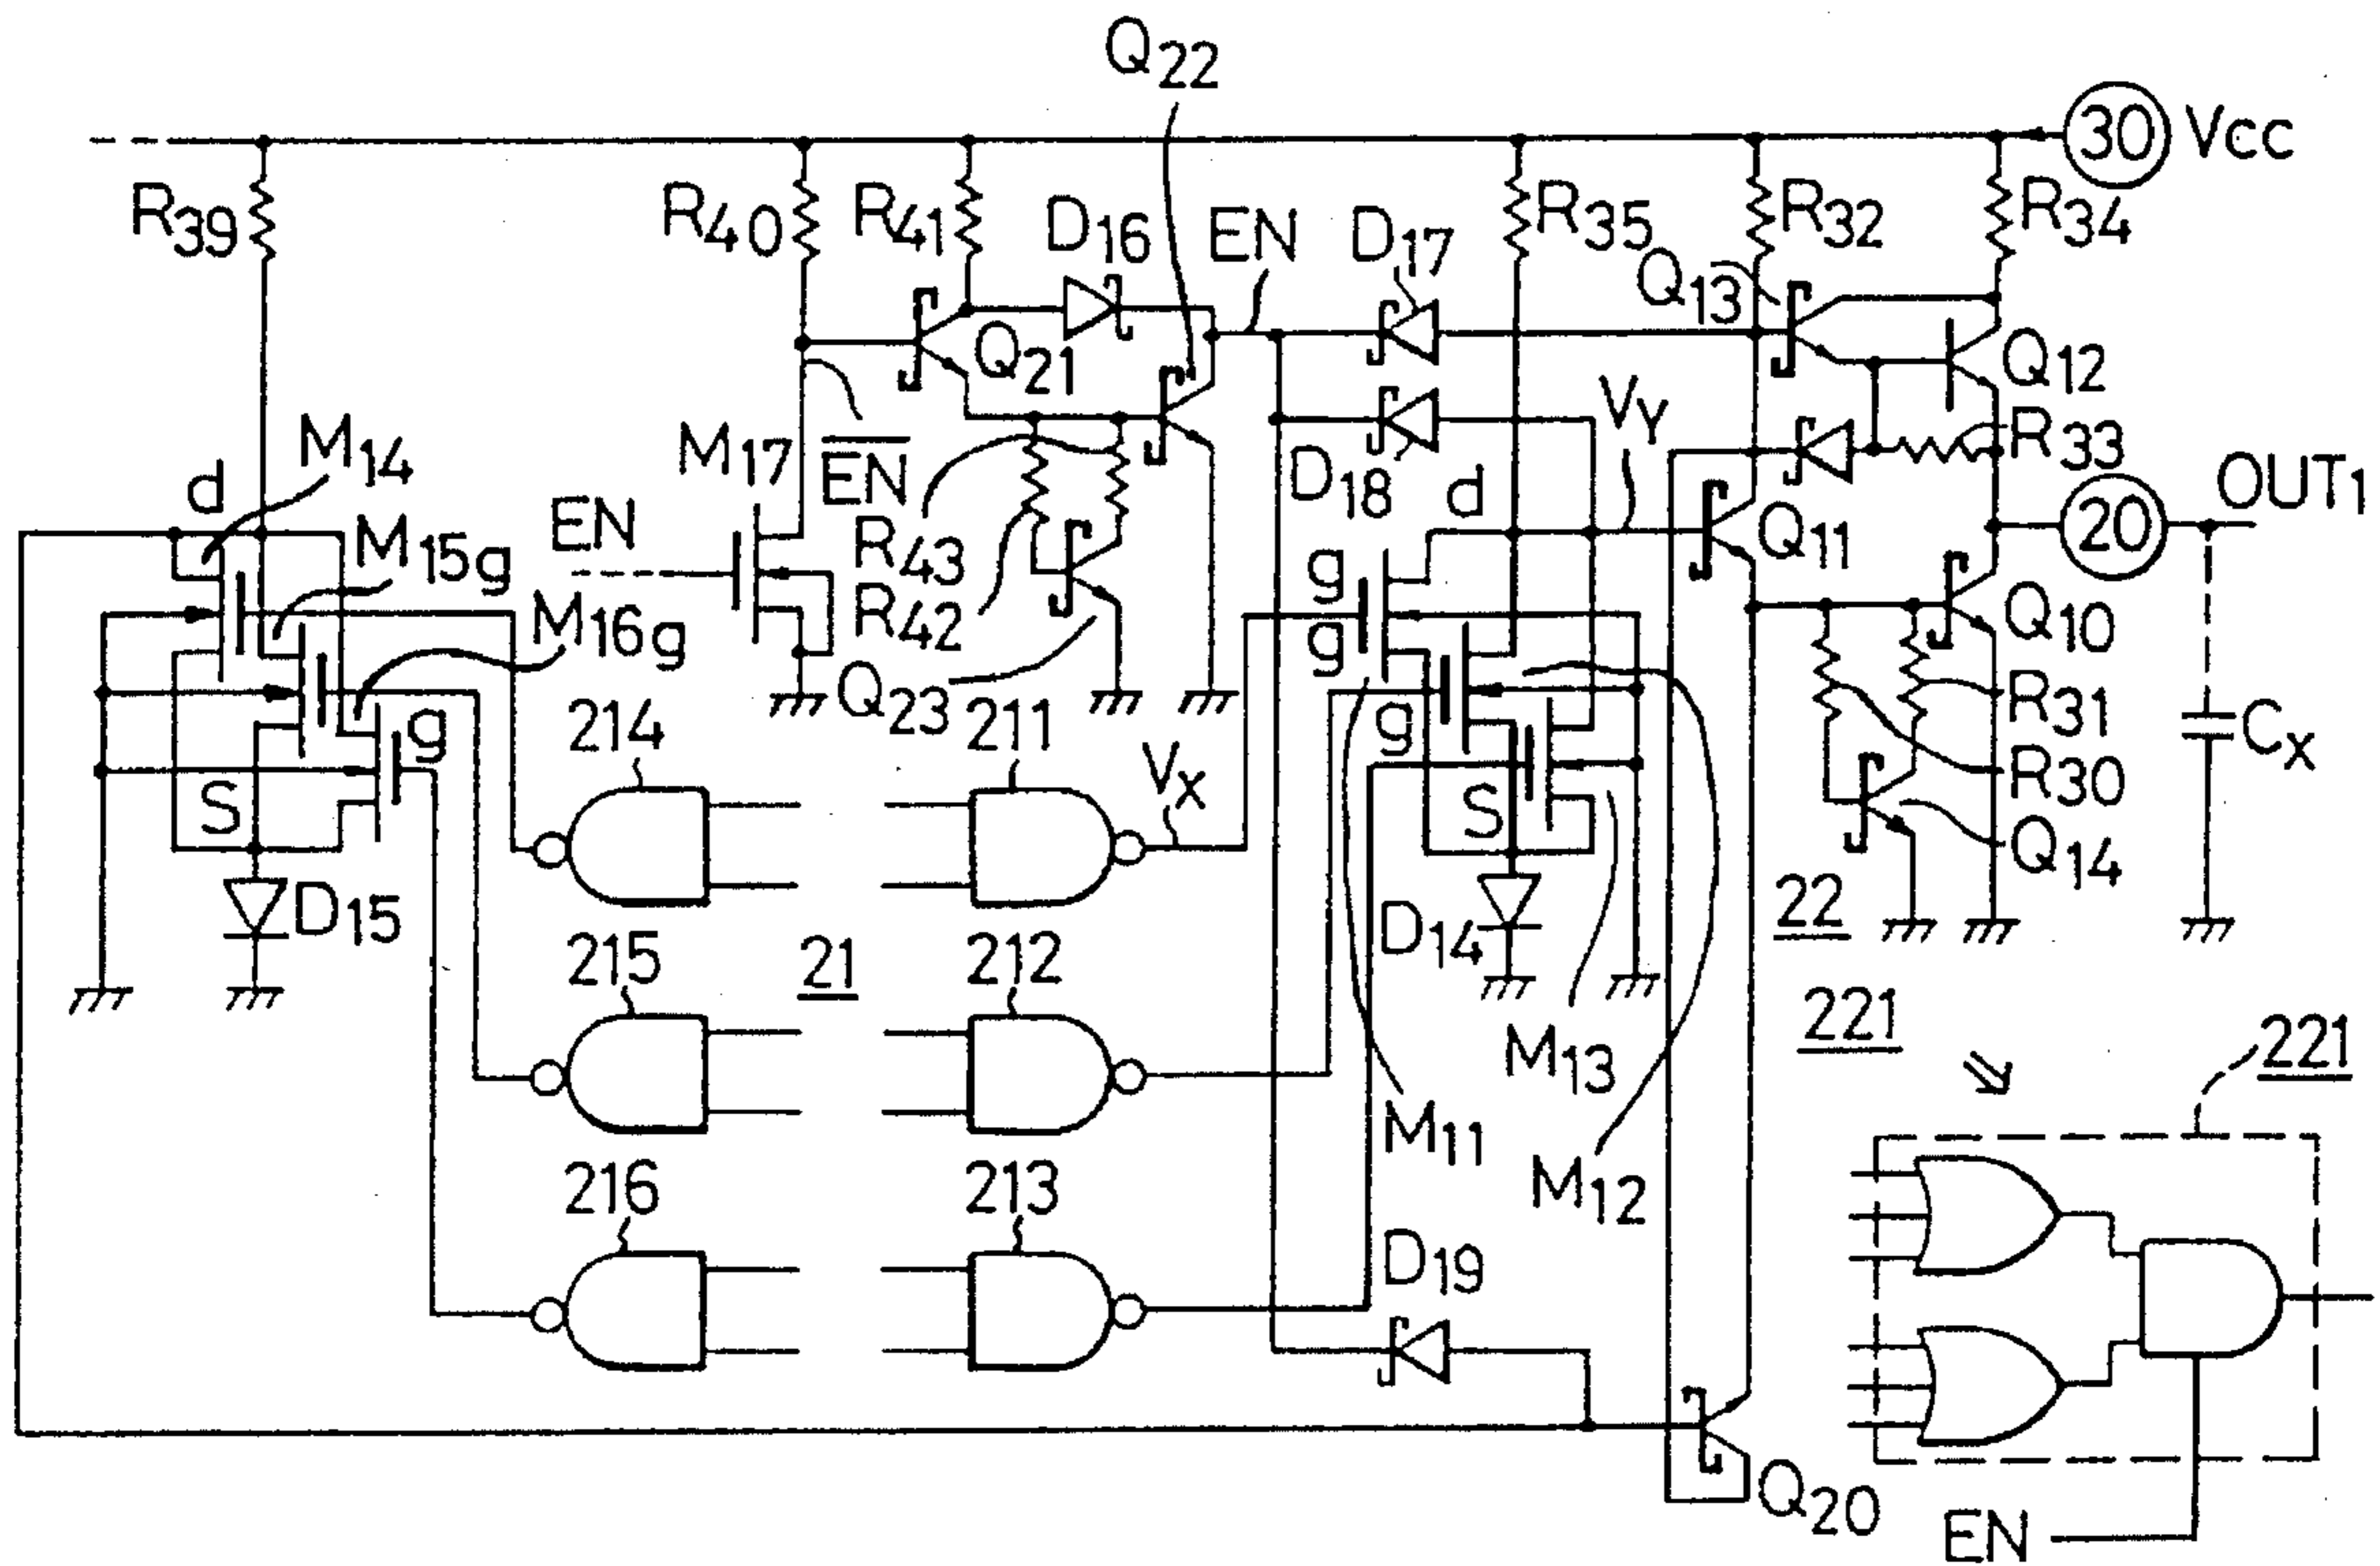 Q22
30 Vcc
R39
R40
R41
D16
EN
D17
R35
Q13
R32
R34
Q21
Q12
M14
d
M17
EN
D18
VY
R33
M15g
EN
R43
d
Q11
OUT1
20
M16g
R42
g
g
Q10
g
Q23
g
214
211
VX
R31
CX
S
S
R30
Q14
D15
D14
22
215
21
212
M13
221
221
M11
M12
216
213
D19
Q20
EN